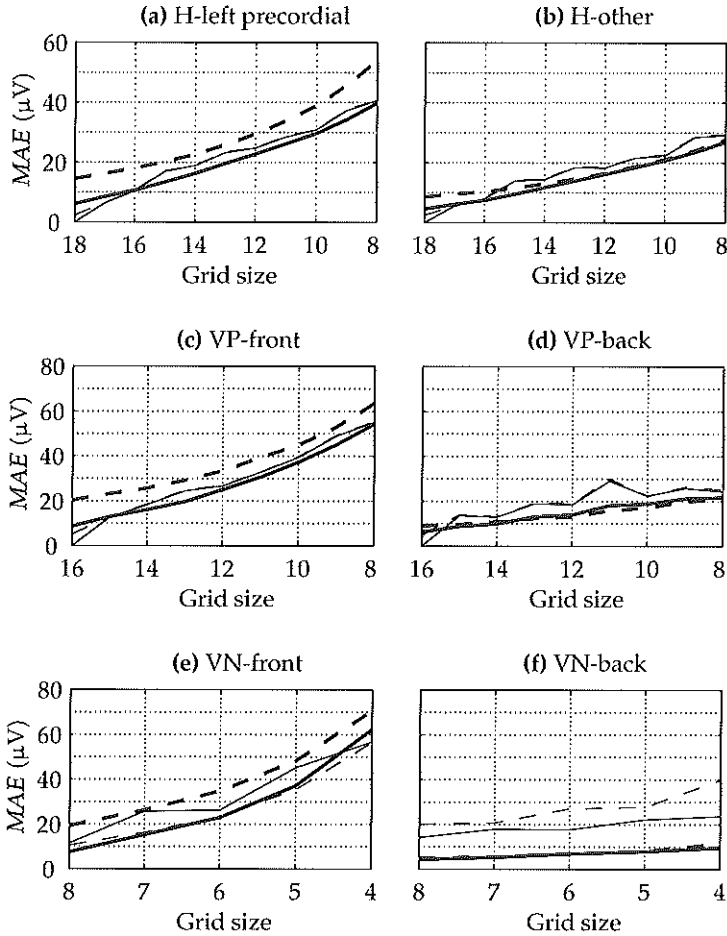 (a) H-left precordial
(b) H-other
60
40
20
0
MAE (µV)
18 16 14 12 10 8
18 16 14 12 10 8
Grid size
Grid size
(c) VP-front
(d) VP-back
80
60
40
20
0
MAE (µV)
16 14 12 10 8
16 14 12 10 8
Grid size
Grid size
(e) VN-front
(f) VN-back
80
60
40
20
0
MAE (µV)
8 7 6 5 4
8 7 6 5 4
Grid size
Grid size